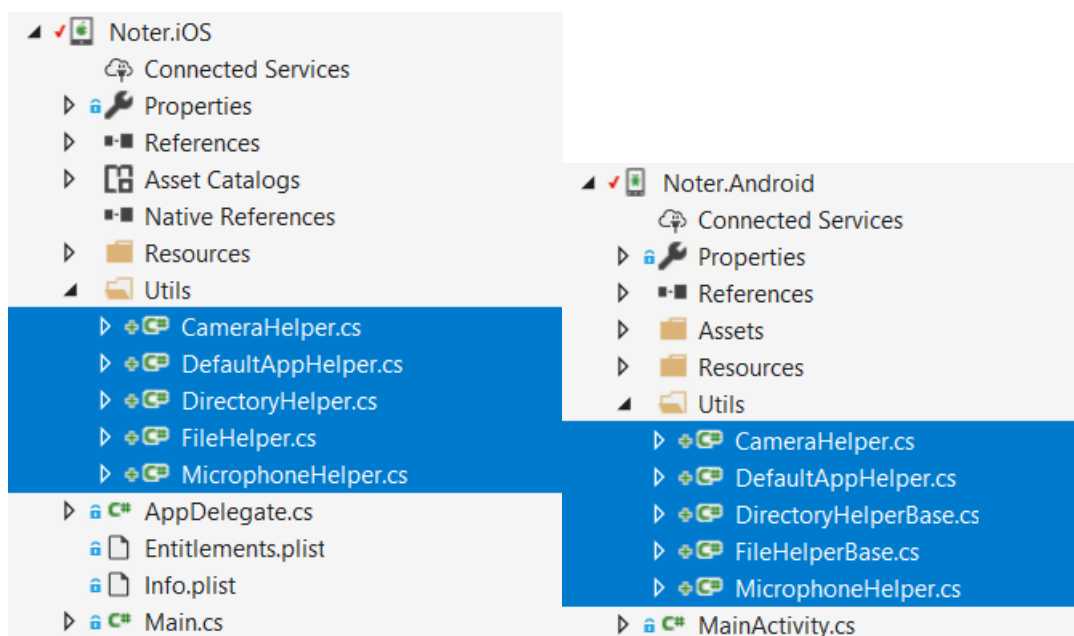 Noter.iOS
Connected Services
Properties
References
Asset Catalogs
Native References
Resources
Utils
C# CameraHelper.cs
C# DefaultAppHelper.cs
C# DirectoryHelper.cs
C# FileHelper.cs
C# MicrophoneHelper.cs
C# AppDelegate.cs
Entitlements.plist
Info.plist
C# Main.cs
Noter.Android
Connected Services
Properties
References
Assets
Resources
Utils
C# CameraHelper.cs
C# DefaultAppHelper.cs
C# DirectoryHelperBase.cs
C# FileHelperBase.cs
C# MicrophoneHelper.cs
C# MainActivity.cs